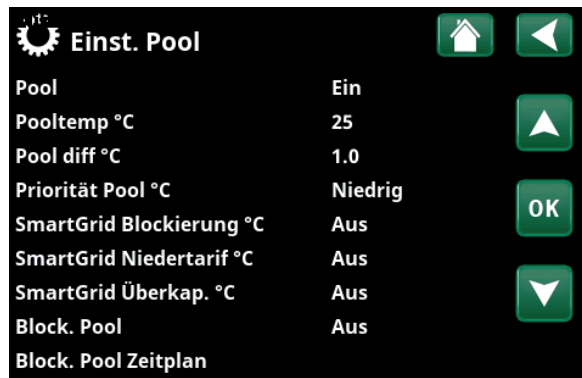 Einst. Pool
Pool Ein
Pooltemp °C 25
Pool diff °C 1.0
Priorität Pool °C Niedrig
SmartGrid Blockierung °C Aus
SmartGrid Niedertarif °C Aus
SmartGrid Überkap. °C Aus
Block. Pool Aus
Block. Pool Zeitplan
OK